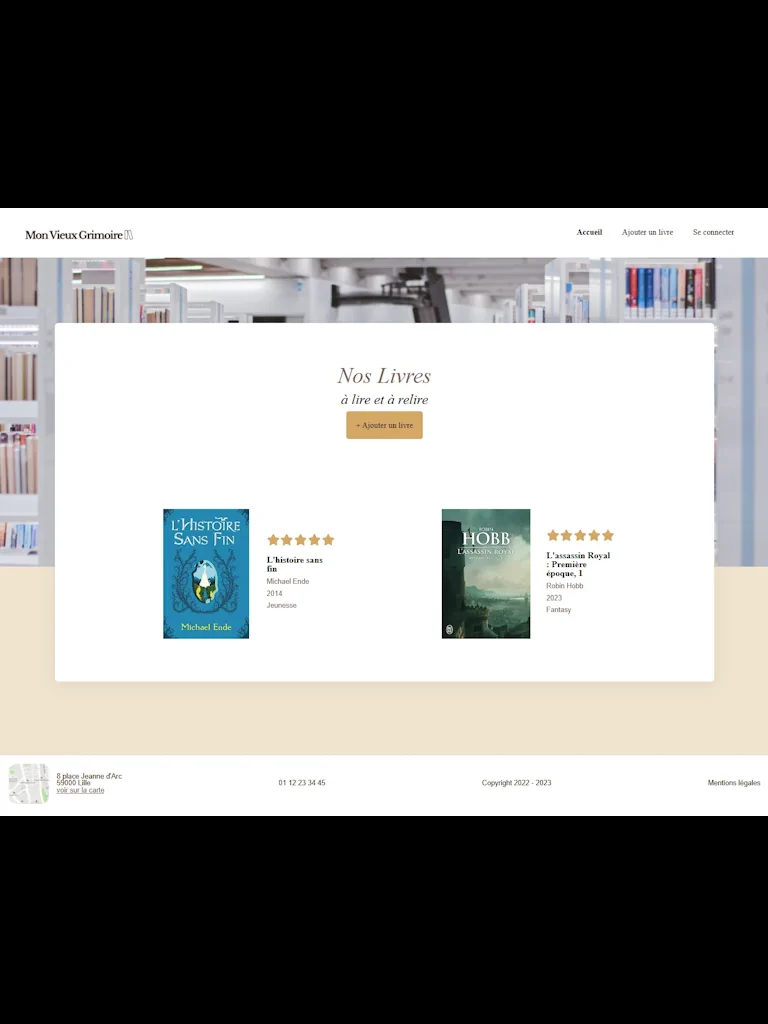 Mon Vieux Grimoire
Accueil
Ajouter un livre
Se connecter
Nos Livres
à lire et à relire
+ Ajouter un livre
L'HISTOIRE
SANS FIN
Michael Ende
L'histoire sans
fin
Michael Ende
2014
Jeunesse
ROBIN
HOBB
L'ASSASSIN ROYAL
L'assassin Royal
: Première
époque, 1
Robin Hobb
2023
Fantasy
8 place Jeanne d'Arc
59000 Lille
voir sur la carte
01 12 23 34 45
Copyright 2022 - 2023
Mentions légales